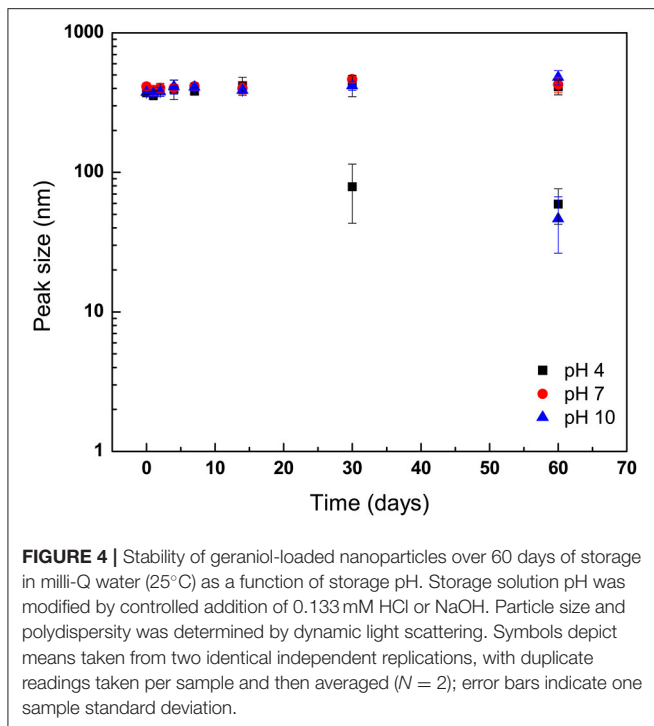 1000
100
10
1
Peak size (nm)
0 10 20 30 40 50 60 70
Time (days)
pH 4
pH 7
pH 10
FIGURE 4 | Stability of geraniol-loaded nanoparticles over 60 days of storage
in milli-Q water (25°C) as a function of storage pH. Storage solution pH was
modified by controlled addition of 0.133 mM HCl or NaOH. Particle size and
polydispersity was determined by dynamic light scattering. Symbols depict
means taken from two identical independent replications, with duplicate
readings taken per sample and then averaged (N = 2); error bars indicate one
sample standard deviation.